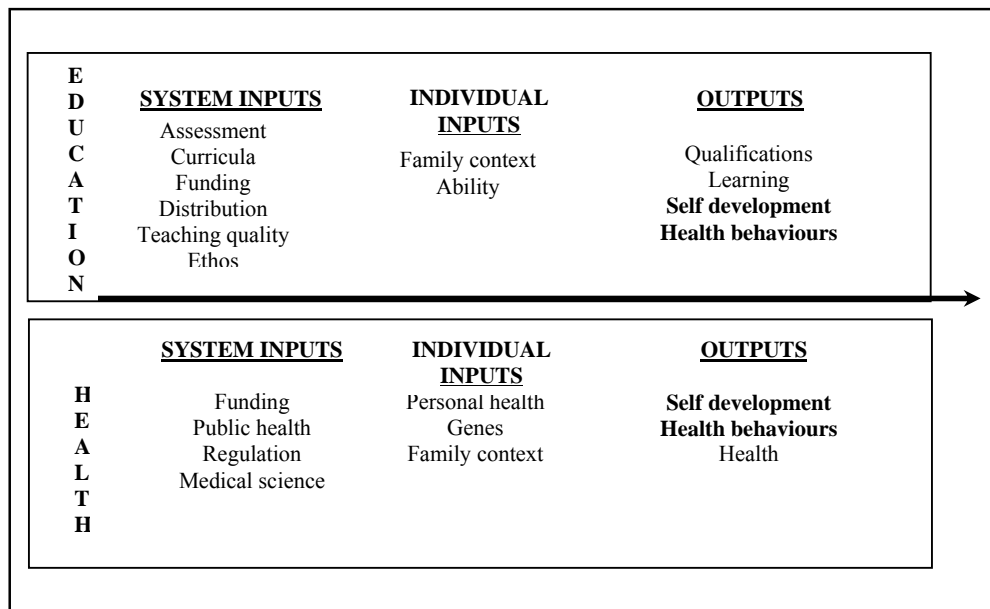 E
D
U
C
A
T
I
O
N
SYSTEM INPUTS
Assessment
Curricula
Funding
Distribution
Teaching quality
Ethos
INDIVIDUAL
INPUTS
Family context
Ability
OUTPUTS
Qualifications
Learning
Self development
Health behaviours
H
E
A
L
T
H
SYSTEM INPUTS
Funding
Public health
Regulation
Medical science
INDIVIDUAL
INPUTS
Personal health
Genes
Family context
OUTPUTS
Self development
Health behaviours
Health